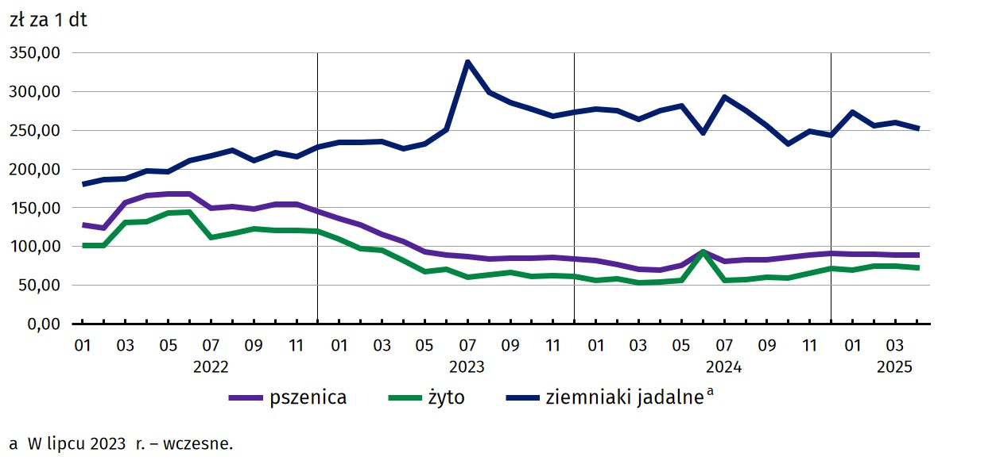 zł za 1 dt
350,00
300,00
250,00
200,00
150,00
100,00
50,00
0,00
01 03 05 07 09 11 01 03 05 07 09 11 01 03 05 07 09 11 01 03
2022 2023 2024 2025
pszenica żyto ziemniaki jadalneᵃ
a W lipcu 2023 r. – wczesne.